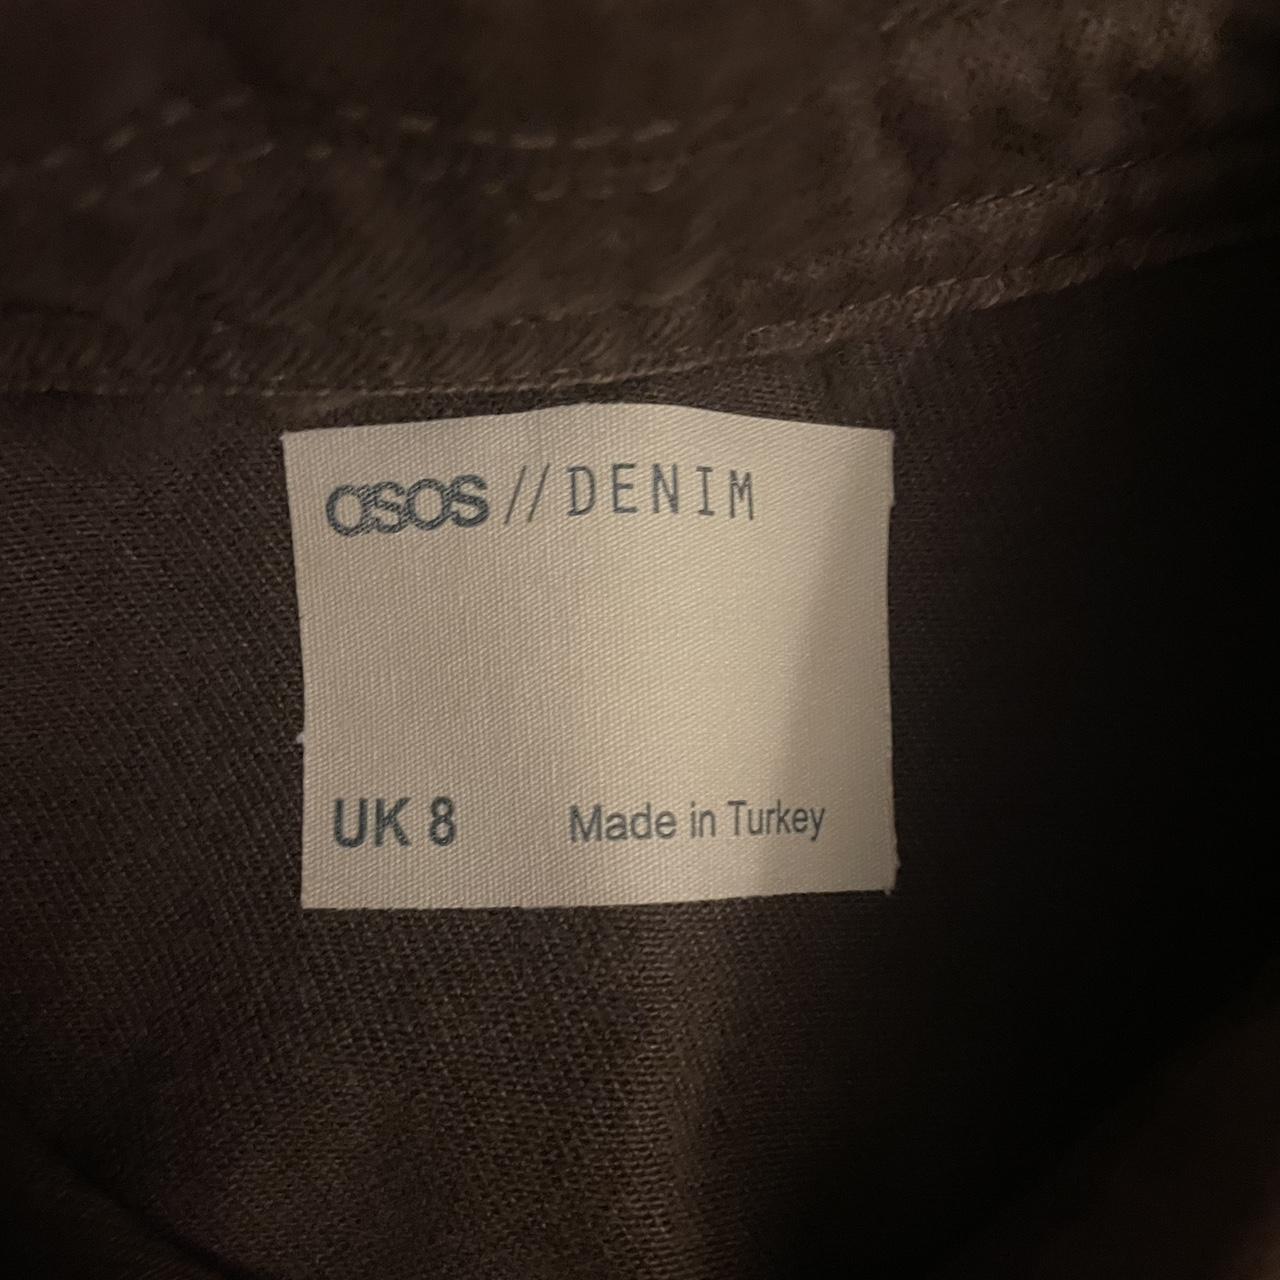 asos // DENIM
UK 8 Made in Turkey